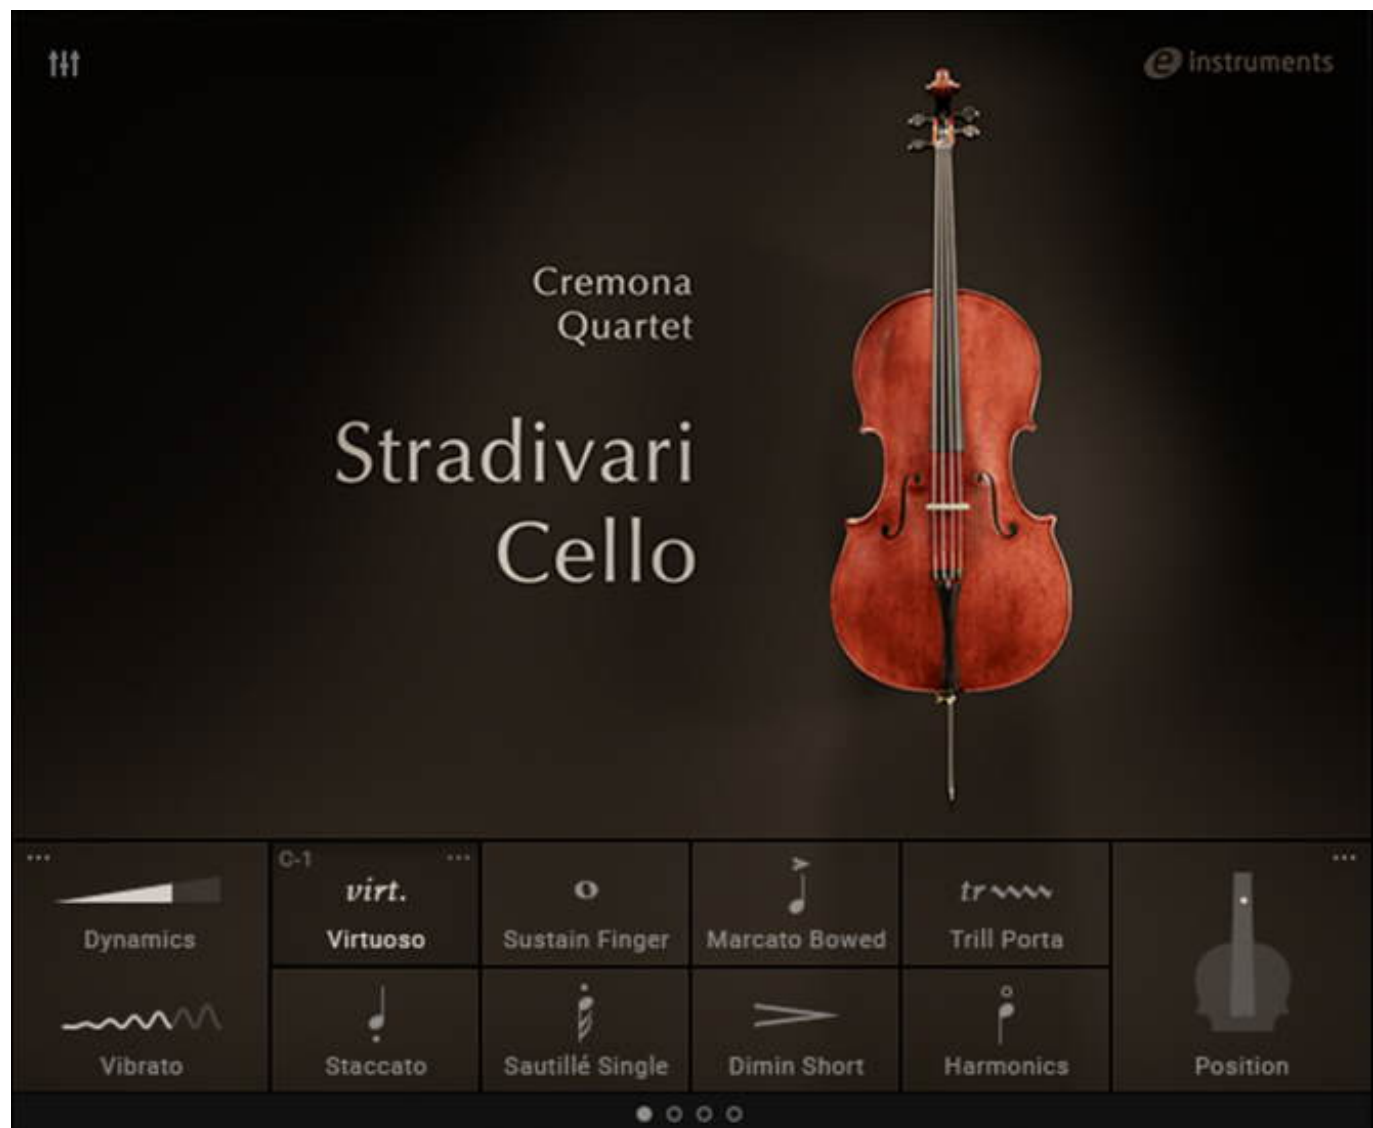 e instruments
Cremona
Quartet
Stradivari
Cello
C-1
virt.
tr
Dynamics
Virtuoso
Sustain Finger
Marcato Bowed
Trill Porta
Vibrato
Staccato
Sautillé Single
Dimin Short
Harmonics
Position